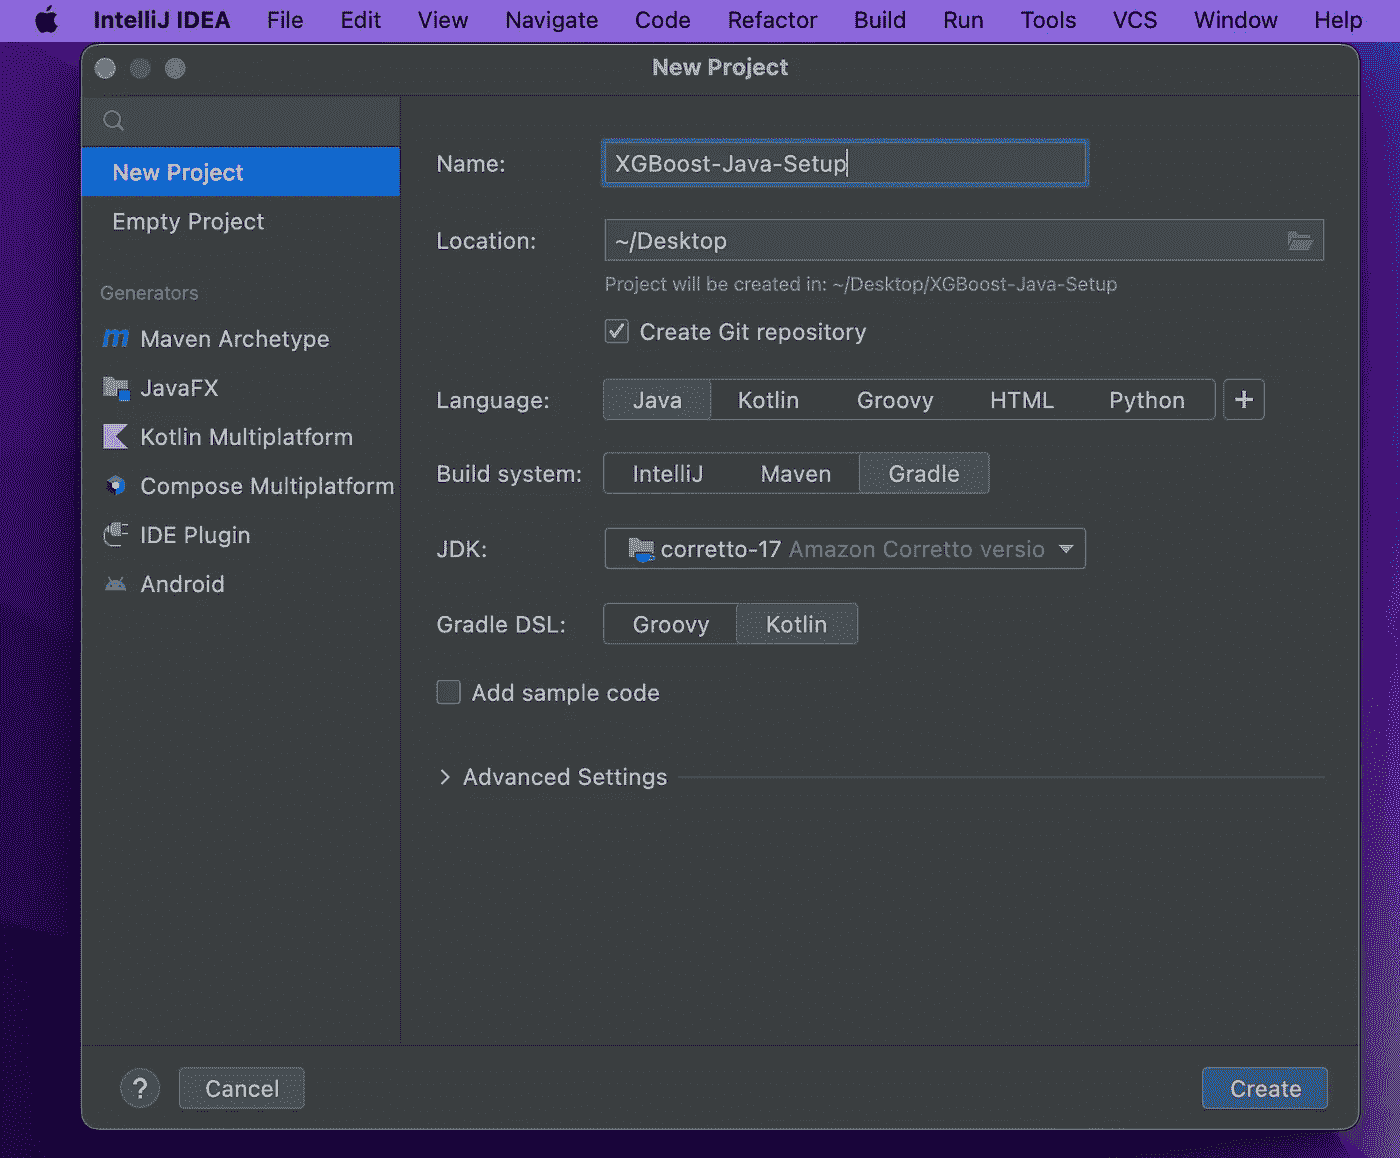 IntelliJ IDEA File Edit View Navigate Code Refactor Build Run Tools VCS Window Help
New Project
New Project
Empty Project
Generators
Maven Archetype
JavaFX
Kotlin Multiplatform
Compose Multiplatform
IDE Plugin
Android
Name: XGBoost-Java-Setup
Location: ~/Desktop
Project will be created in: ~/Desktop/XGBoost-Java-Setup
Create Git repository
Language: Java Kotlin Groovy HTML Python +
Build system: IntelliJ Maven Gradle
JDK: corretto-17 Amazon Corretto versio
Gradle DSL: Groovy Kotlin
Add sample code
Advanced Settings
? Cancel Create